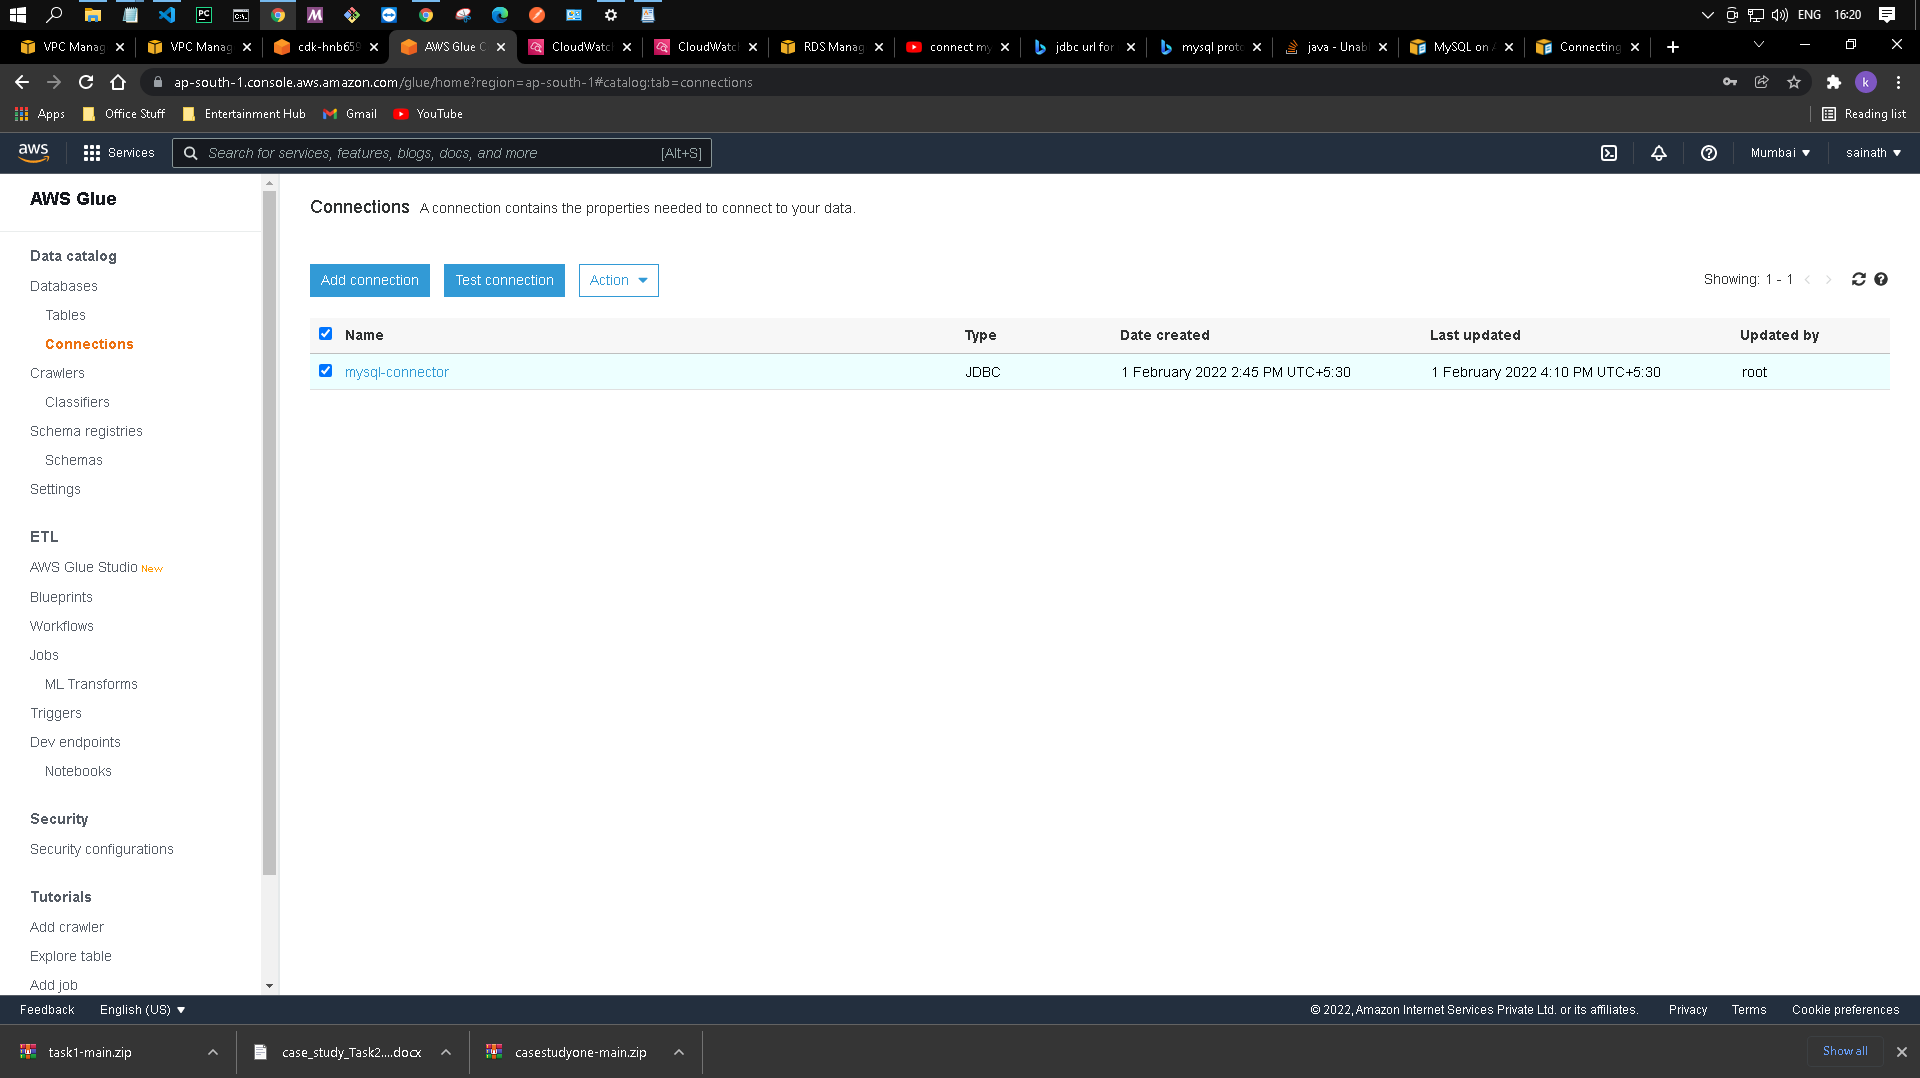 ENG 16:20
VPC Manag
VPC Manag
cdk-hnb659
AWS Glue C
CloudWatc
CloudWatc
RDS Manag
connect my
jdbc url for
mysql proto
java - Unab
MySQL on A
Connecting
ap-south-1.console.aws.amazon.com/glue/home?region=ap-south-1#catalog:tab=connections
k
Apps Office Stuff Entertainment Hub Gmail YouTube Reading list
aws Services Search for services, features, blogs, docs, and more [Alt+S] Mumbai ▼ sainath ▼
AWS Glue
Data catalog
Databases
Tables
Connections
Crawlers
Classifiers
Schema registries
Schemas
Settings
ETL
AWS Glue Studio New
Blueprints
Workflows
Jobs
ML Transforms
Triggers
Dev endpoints
Notebooks
Security
Security configurations
Tutorials
Add crawler
Explore table
Add job
Connections A connection contains the properties needed to connect to your data.
Add connection Test connection Action Showing: 1 - 1
Name Type Date created Last updated Updated by
mysql-connector JDBC 1 February 2022 2:45 PM UTC+5:30 1 February 2022 4:10 PM UTC+5:30 root
Feedback English (US) ▼ © 2022, Amazon Internet Services Private Ltd. or its affiliates. Privacy Terms Cookie preferences
task1-main.zip case_study_Task2....docx casestudyone-main.zip Show all